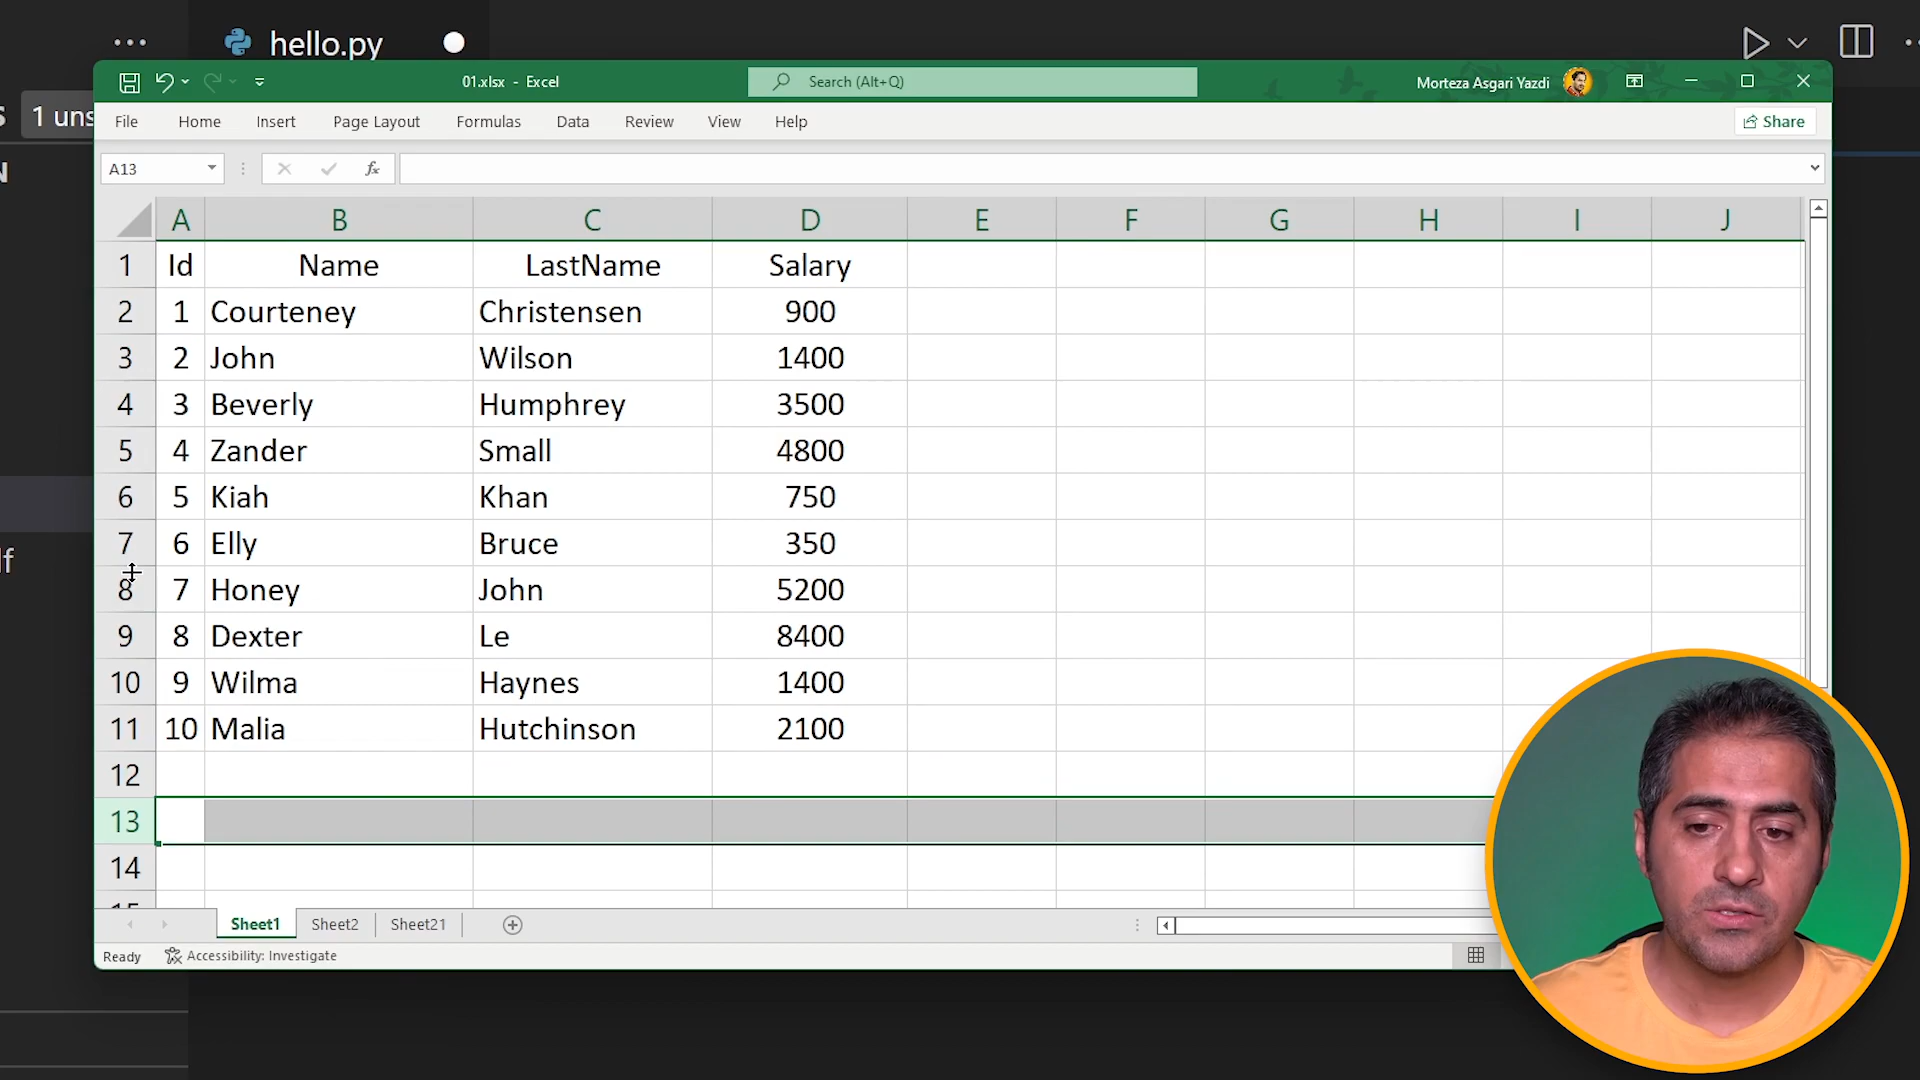 hello.py
01.xlsx - Excel
Search (Alt+Q)
Morteza Asgari Yazdi
1 uns
File Home Insert Page Layout Formulas Data Review View Help
Share
A13
fx
A B C D E F G H I J
1 Id Name LastName Salary
2 1 Courteney Christensen 900
3 2 John Wilson 1400
4 3 Beverly Humphrey 3500
5 4 Zander Small 4800
6 5 Kiah Khan 750
7 6 Elly Bruce 350
8 7 Honey John 5200
9 8 Dexter Le 8400
10 9 Wilma Haynes 1400
11 10 Malia Hutchinson 2100
12
13
14
15
Sheet1 Sheet2 Sheet21
Ready Accessibility: Investigate